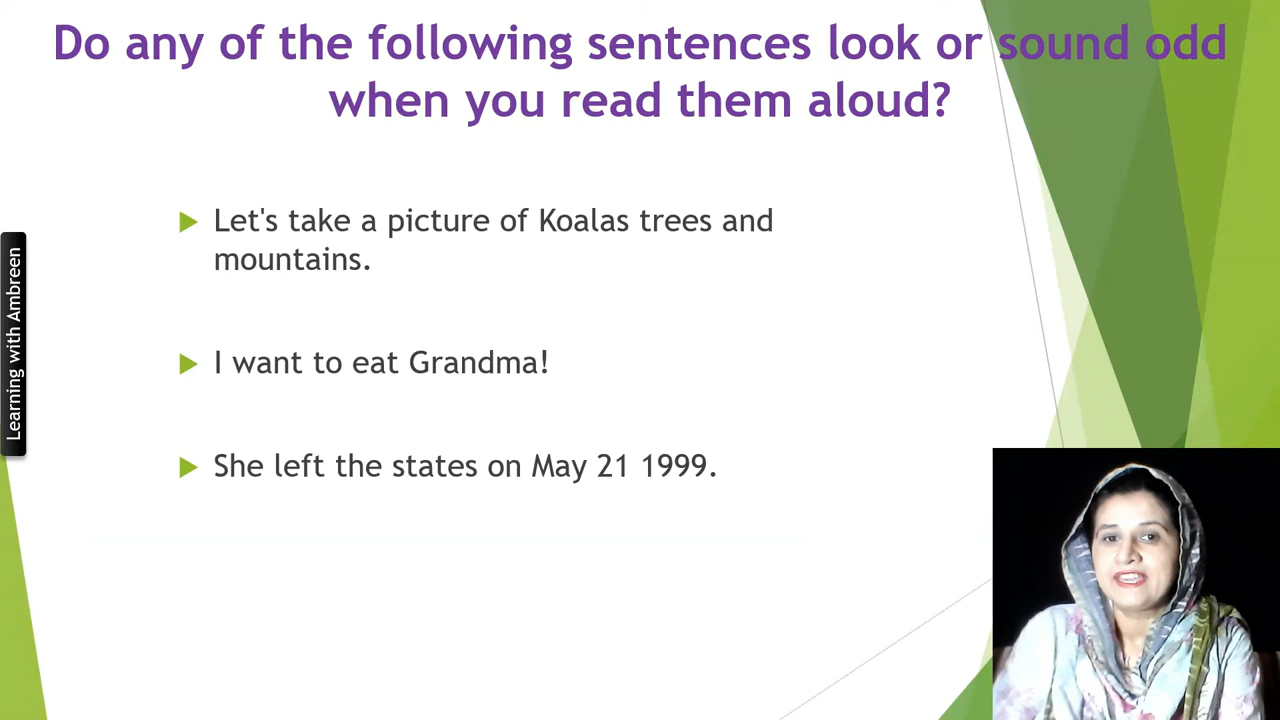 Do any of the following sentences look or sound odd
when you read them aloud?
Let's take a picture of Koalas trees and
mountains.
I want to eat Grandma!
She left the states on May 21 1999.
Learning with Ambreen